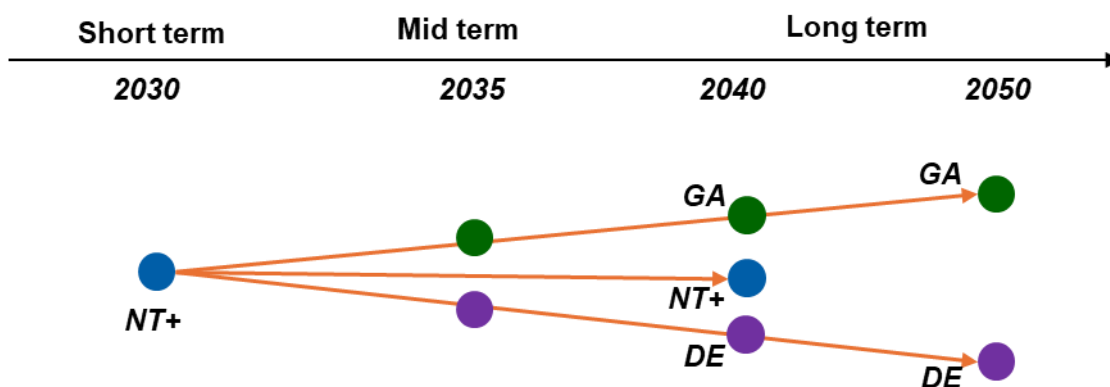 Short term Mid term Long term
2030 2035 2040 2050
GA
GA
NT+
NT+
DE
DE